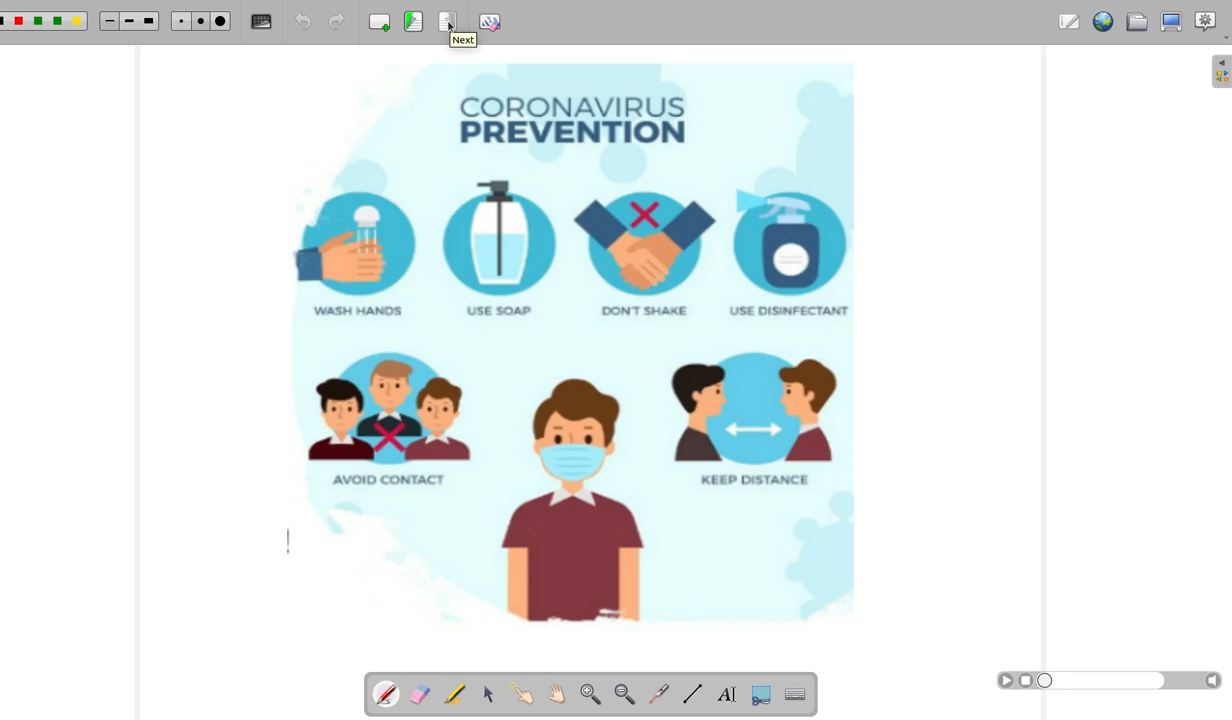 Next
CORONAVIRUS
PREVENTION
WASH HANDS
USE SOAP
DON'T SHAKE
USE DISINFECTANT
AVOID CONTACT
KEEP DISTANCE